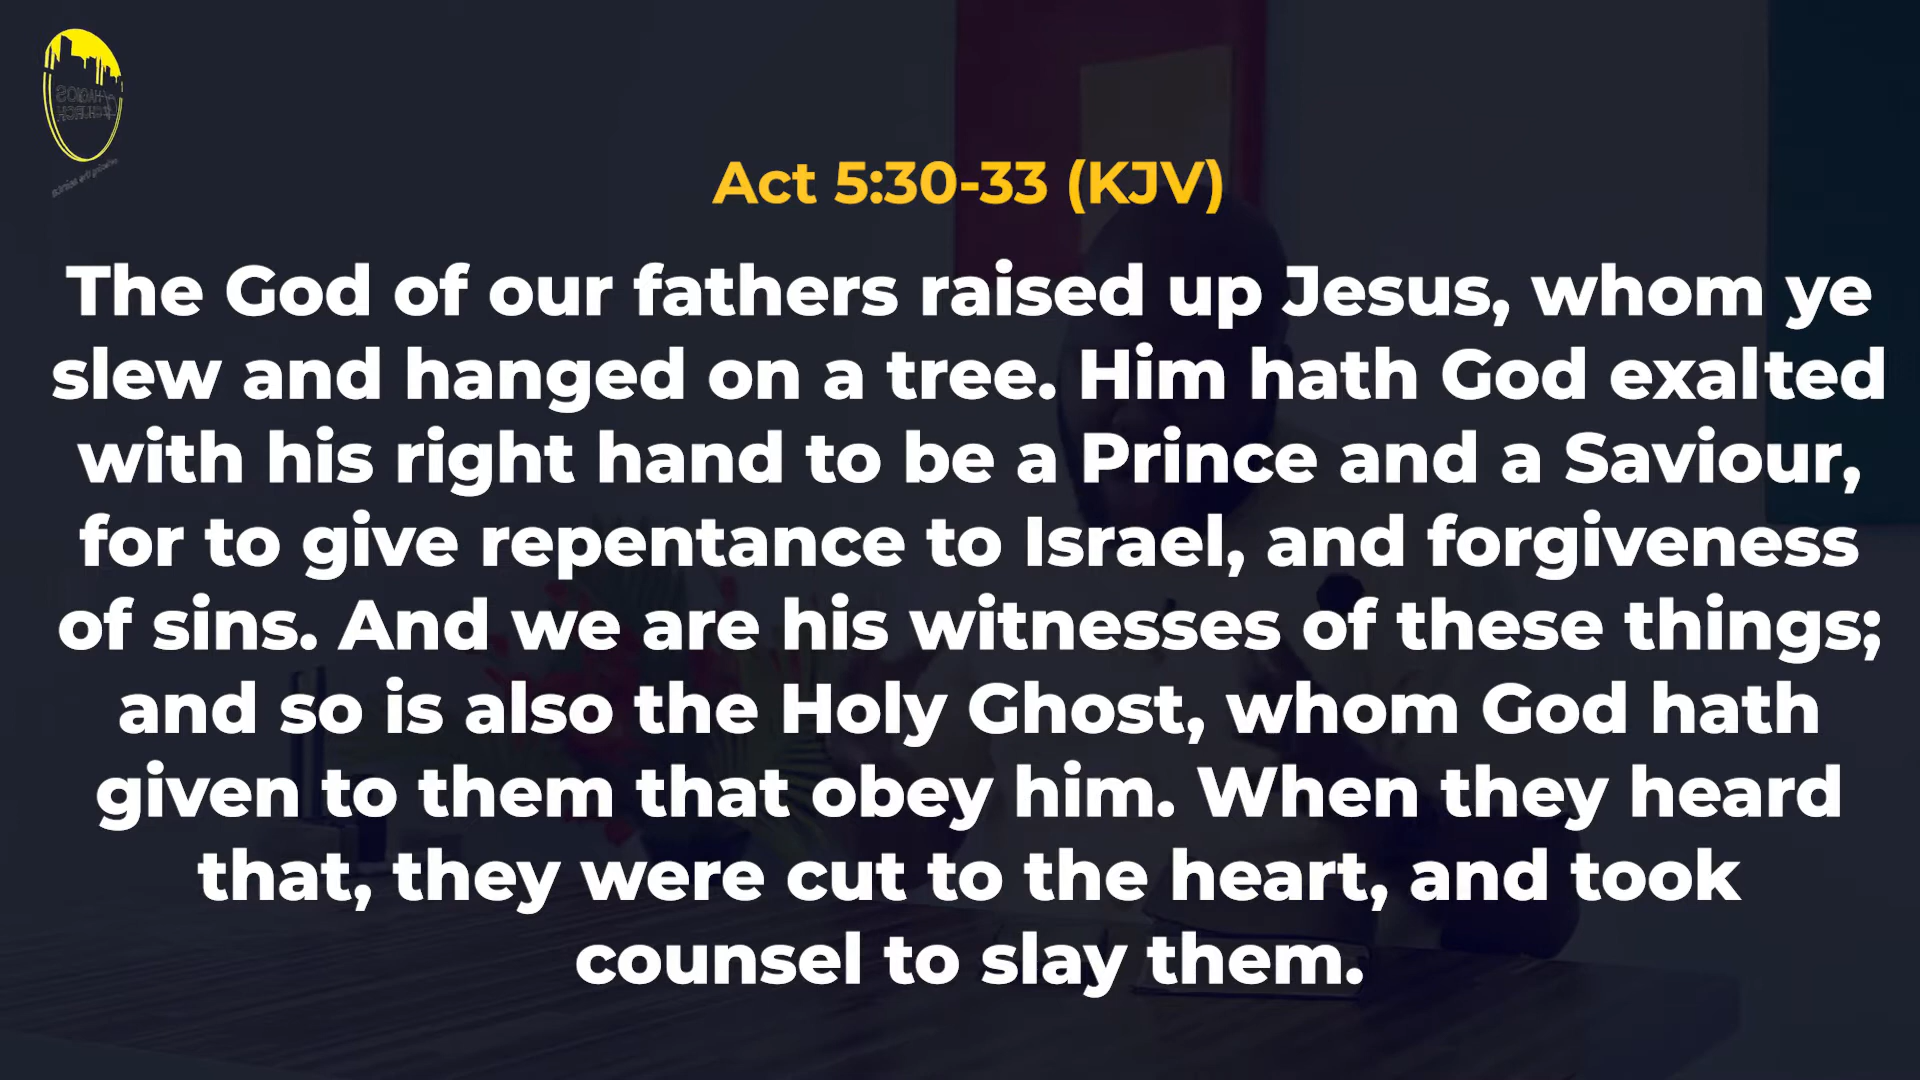 HAGIOS
CHURCH
Act 5:30-33 (KJV)
The God of our fathers raised up Jesus, whom ye
slew and hanged on a tree. Him hath God exalted
with his right hand to be a Prince and a Saviour,
for to give repentance to Israel, and forgiveness
of sins. And we are his witnesses of these things;
and so is also the Holy Ghost, whom God hath
given to them that obey him. When they heard
that, they were cut to the heart, and took
counsel to slay them.